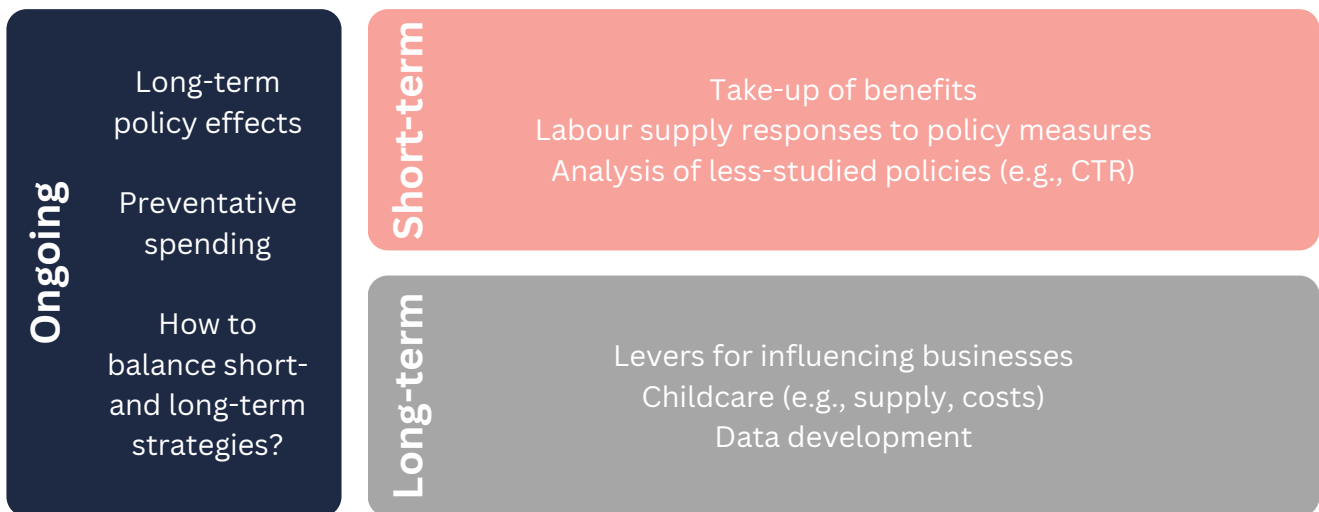 Ongoing
Long-term
policy effects
Preventative
spending
How to
balance short-
and long-term
strategies?
Short-term
Take-up of benefits
Labour supply responses to policy measures
Analysis of less-studied policies (e.g., CTR)
Long-term
Levers for influencing businesses
Childcare (e.g., supply, costs)
Data development